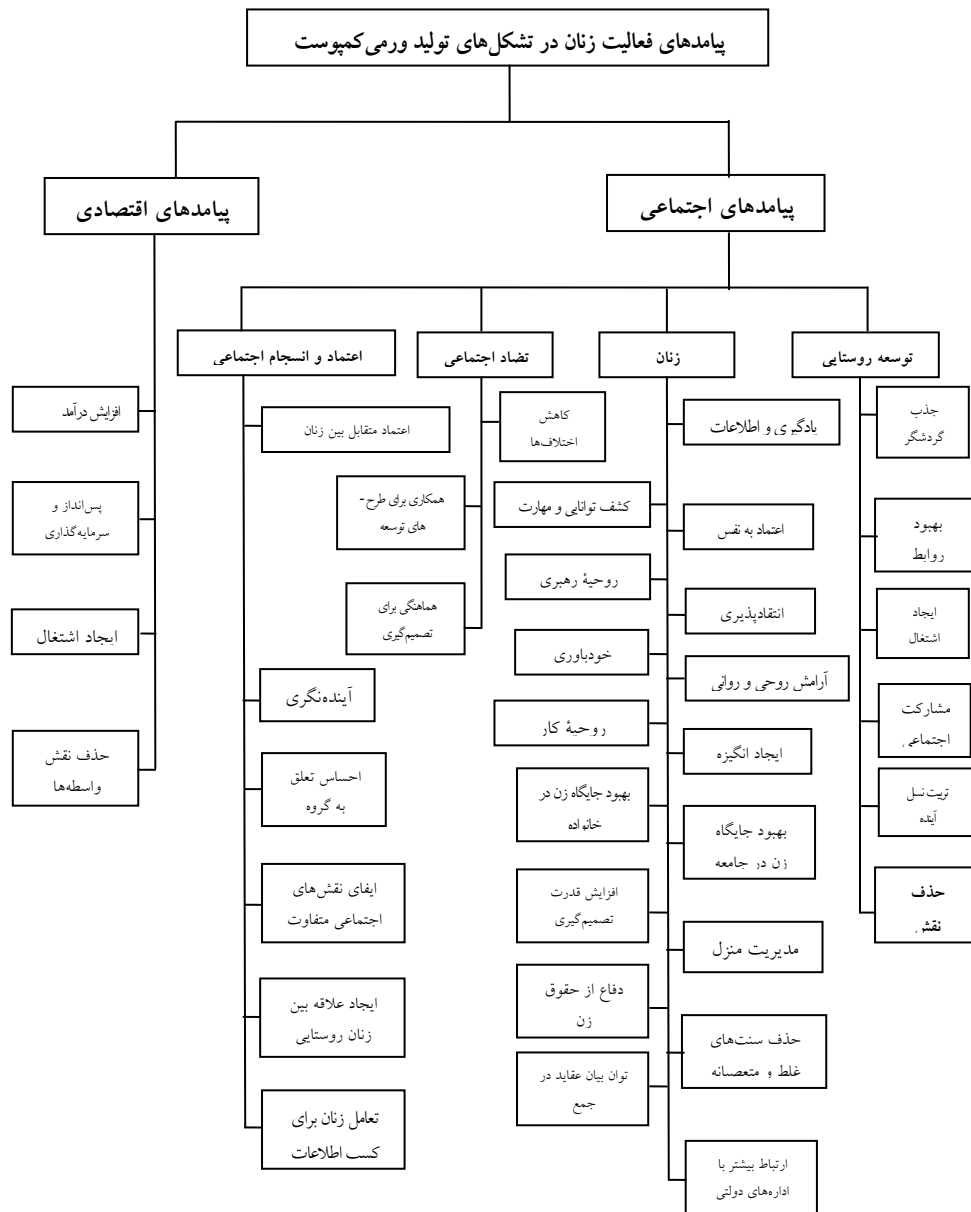 پیامدهای فعالیت زنان در تشکل‌های تولید ورمی‌کمپوست
پیامدهای اجتماعی
پیامدهای اقتصادی
توسعه روستایی
زنان
تضاد اجتماعی
اعتماد و انسجام اجتماعی
جذب
گردشگر
بهبود
روابط
ایجاد
اشتغال
مشارکت
اجتماعی
تربیت نسل
آینده
حذف
نقش
یادگیری و اطلاعات
کشف توانایی و مهارت
اعتماد به نفس
روحیۀ رهبری
انتقادپذیری
خودباوری
آرامش روحی و روانی
روحیۀ کار
ایجاد انگیزه
بهبود جایگاه زن در
خانواده
بهبود جایگاه
زن در جامعه
افزایش قدرت
تصمیم‌گیری
مدیریت منزل
دفاع از حقوق
زن
حذف سنت‌های
غلط و متعصبانه
توان بیان عقاید در
جمع
ارتباط بیشتر با
اداره‌های دولتی
کاهش
اختلاف‌ها
همکاری برای طرح-
های توسعه
هماهنگی برای
تصمیم‌گیری
اعتماد متقابل بین زنان
آینده‌نگری
احساس تعلق
به گروه
ایفای نقش‌های
اجتماعی متفاوت
ایجاد علاقه بین
زنان روستایی
تعامل زنان برای
کسب اطلاعات
افزایش درآمد
پس‌انداز و
سرمایه‌گذاری
ایجاد اشتغال
حذف نقش
واسطه‌ها